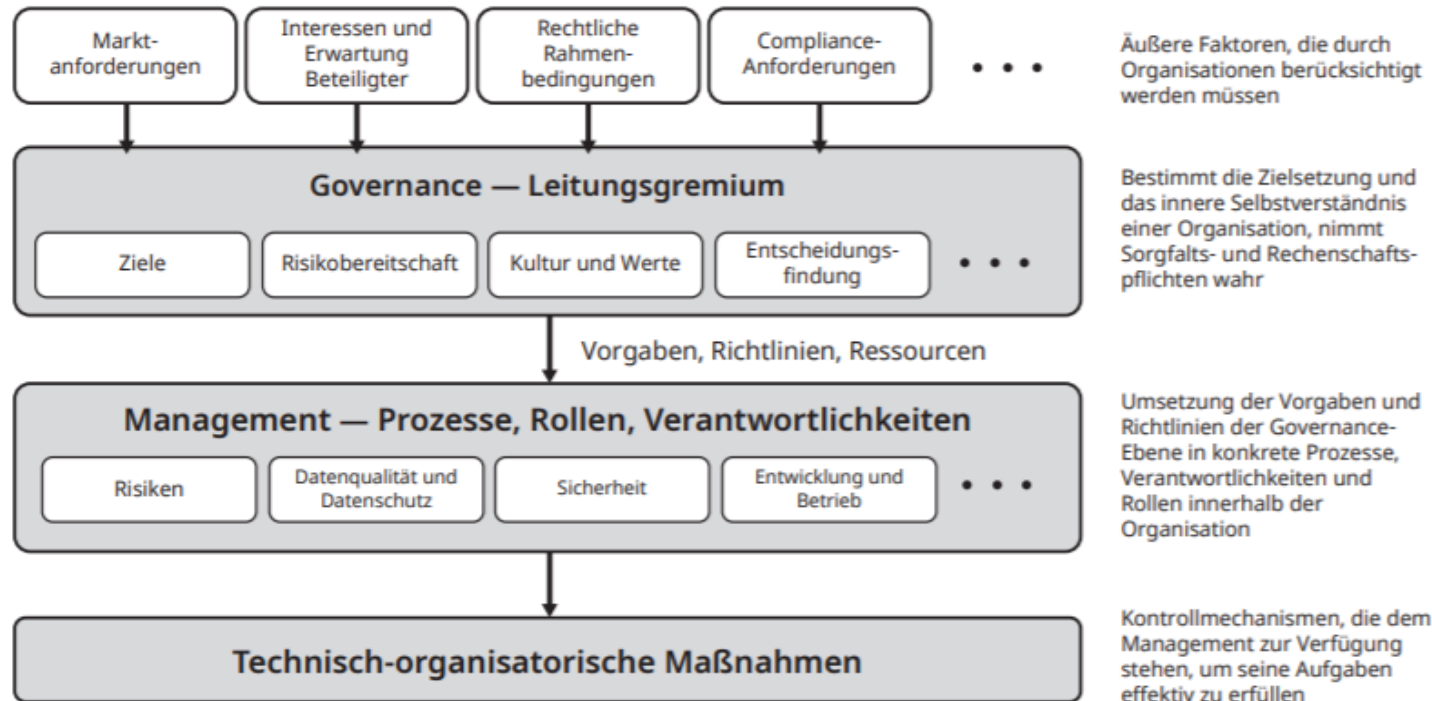 Markt-
anforderungen
Interessen und
Erwartung
Beteiligter
Rechtliche
Rahmen-
bedingungen
Compliance-
Anforderungen
• • •
Äußere Faktoren, die durch
Organisationen berücksichtigt
werden müssen
Governance — Leitungsgremium
Ziele
Risikobereitschaft
Kultur und Werte
Entscheidungs-
findung
• • •
Bestimmt die Zielsetzung und
das innere Selbstverständnis
einer Organisation, nimmt
Sorgfalts- und Rechenschafts-
pflichten wahr
Vorgaben, Richtlinien, Ressourcen
Management — Prozesse, Rollen, Verantwortlichkeiten
Risiken
Datenqualität und
Datenschutz
Sicherheit
Entwicklung und
Betrieb
• • •
Umsetzung der Vorgaben und
Richtlinien der Governance-
Ebene in konkrete Prozesse,
Verantwortlichkeiten und
Rollen innerhalb der
Organisation
Technisch-organisatorische Maßnahmen
Kontrollmechanismen, die dem
Management zur Verfügung
stehen, um seine Aufgaben
effektiv zu erfüllen